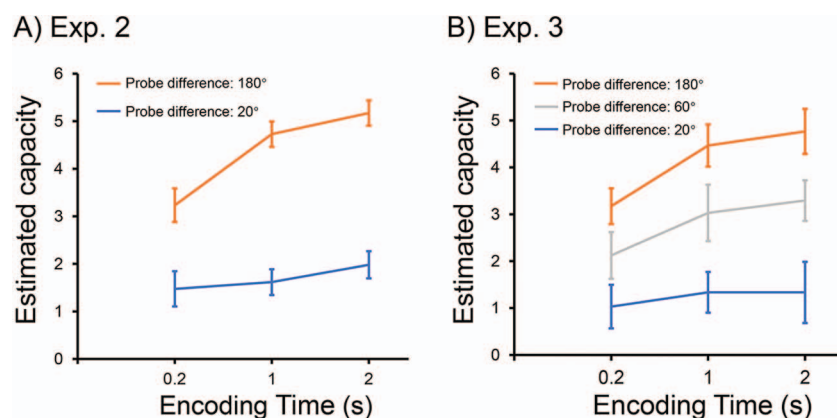 A) Exp. 2
Estimated capacity
6
5
4
3
2
1
0
Probe difference: 180°
Probe difference: 20°
0.2 1 2
Encoding Time (s)
B) Exp. 3
Estimated capacity
6
5
4
3
2
1
0
Probe difference: 180°
Probe difference: 60°
Probe difference: 20°
0.2 1 2
Encoding Time (s)